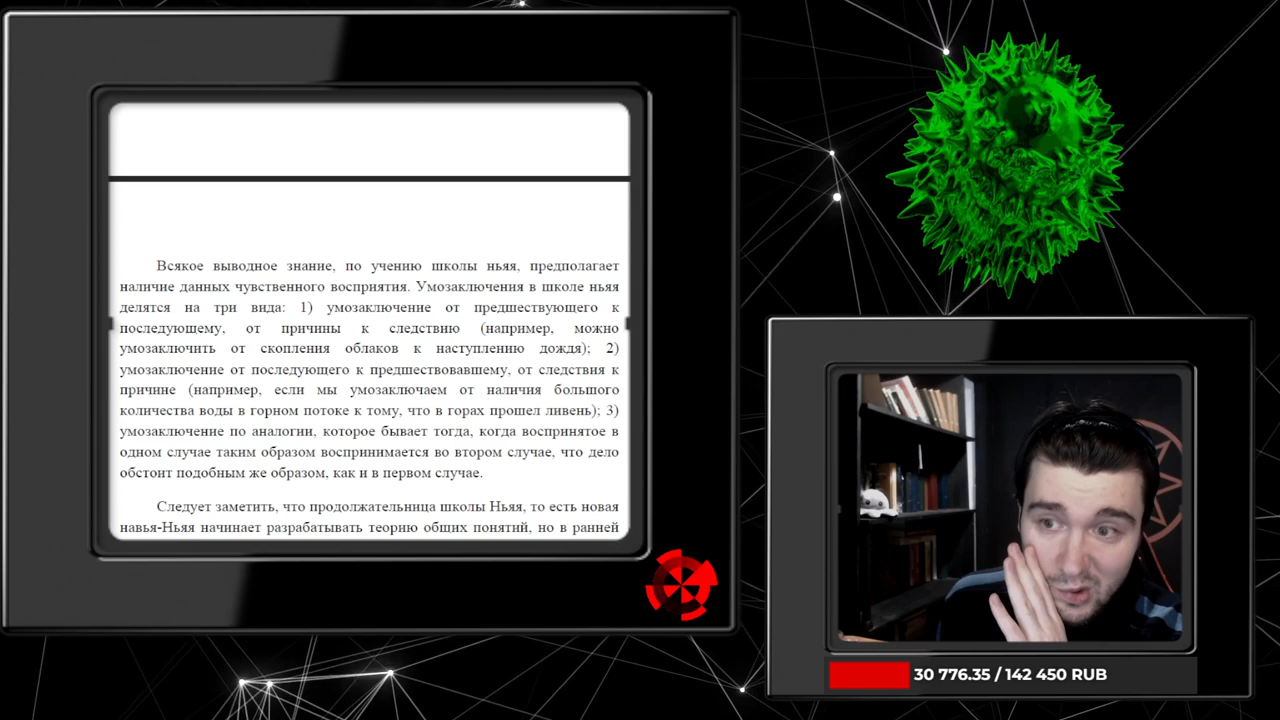 Всякое выводное знание, по учению школы ньяя, предполагает
наличие данных чувственного восприятия. Умозаключения в школе ньяя
делятся на три вида: 1) умозаключение от предшествующего к
последующему, от причины к следствию (например, можно
умозаключить от скопления облаков к наступлению дождя); 2)
умозаключение от последующего к предшествовавшему, от следствия к
причине (например, если мы умозаключаем от наличия большого
количества воды в горном потоке к тому, что в горах прошел ливень); 3)
умозаключение по аналогии, которое бывает тогда, когда воспринятое в
одном случае таким образом воспринимается во втором случае, что дело
обстоит подобным же образом, как и в первом случае.
Следует заметить, что продолжательница школы Ньяя, то есть новая
навья-Ньяя начинает разрабатывать теорию общих понятий, но в ранней
30 776.35 / 142 450 RUB